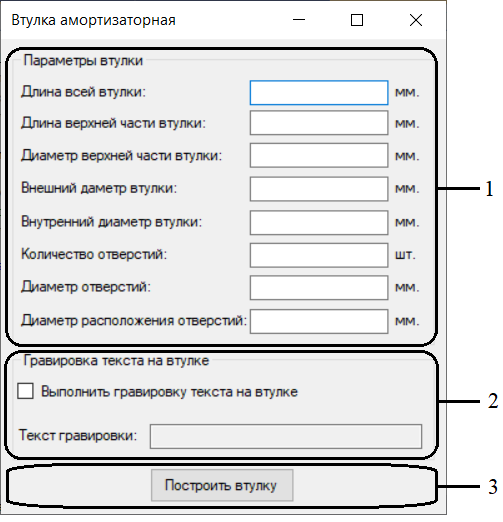 Втулка амортизаторная
Параметры втулки
Длина всей втулки: мм.
Длина верхней части втулки: мм.
Диаметр верхней части втулки: мм.
Внешний даметр втулки: мм.
1
Внутренний диаметр втулки: мм.
Количество отверстий: шт.
Диаметр отверстий: мм.
Диаметр расположения отверстий: мм.
Гравировка текста на втулке
Выполнить гравировку текста на втулке
2
Текст гравировки:
Построить втулку
3